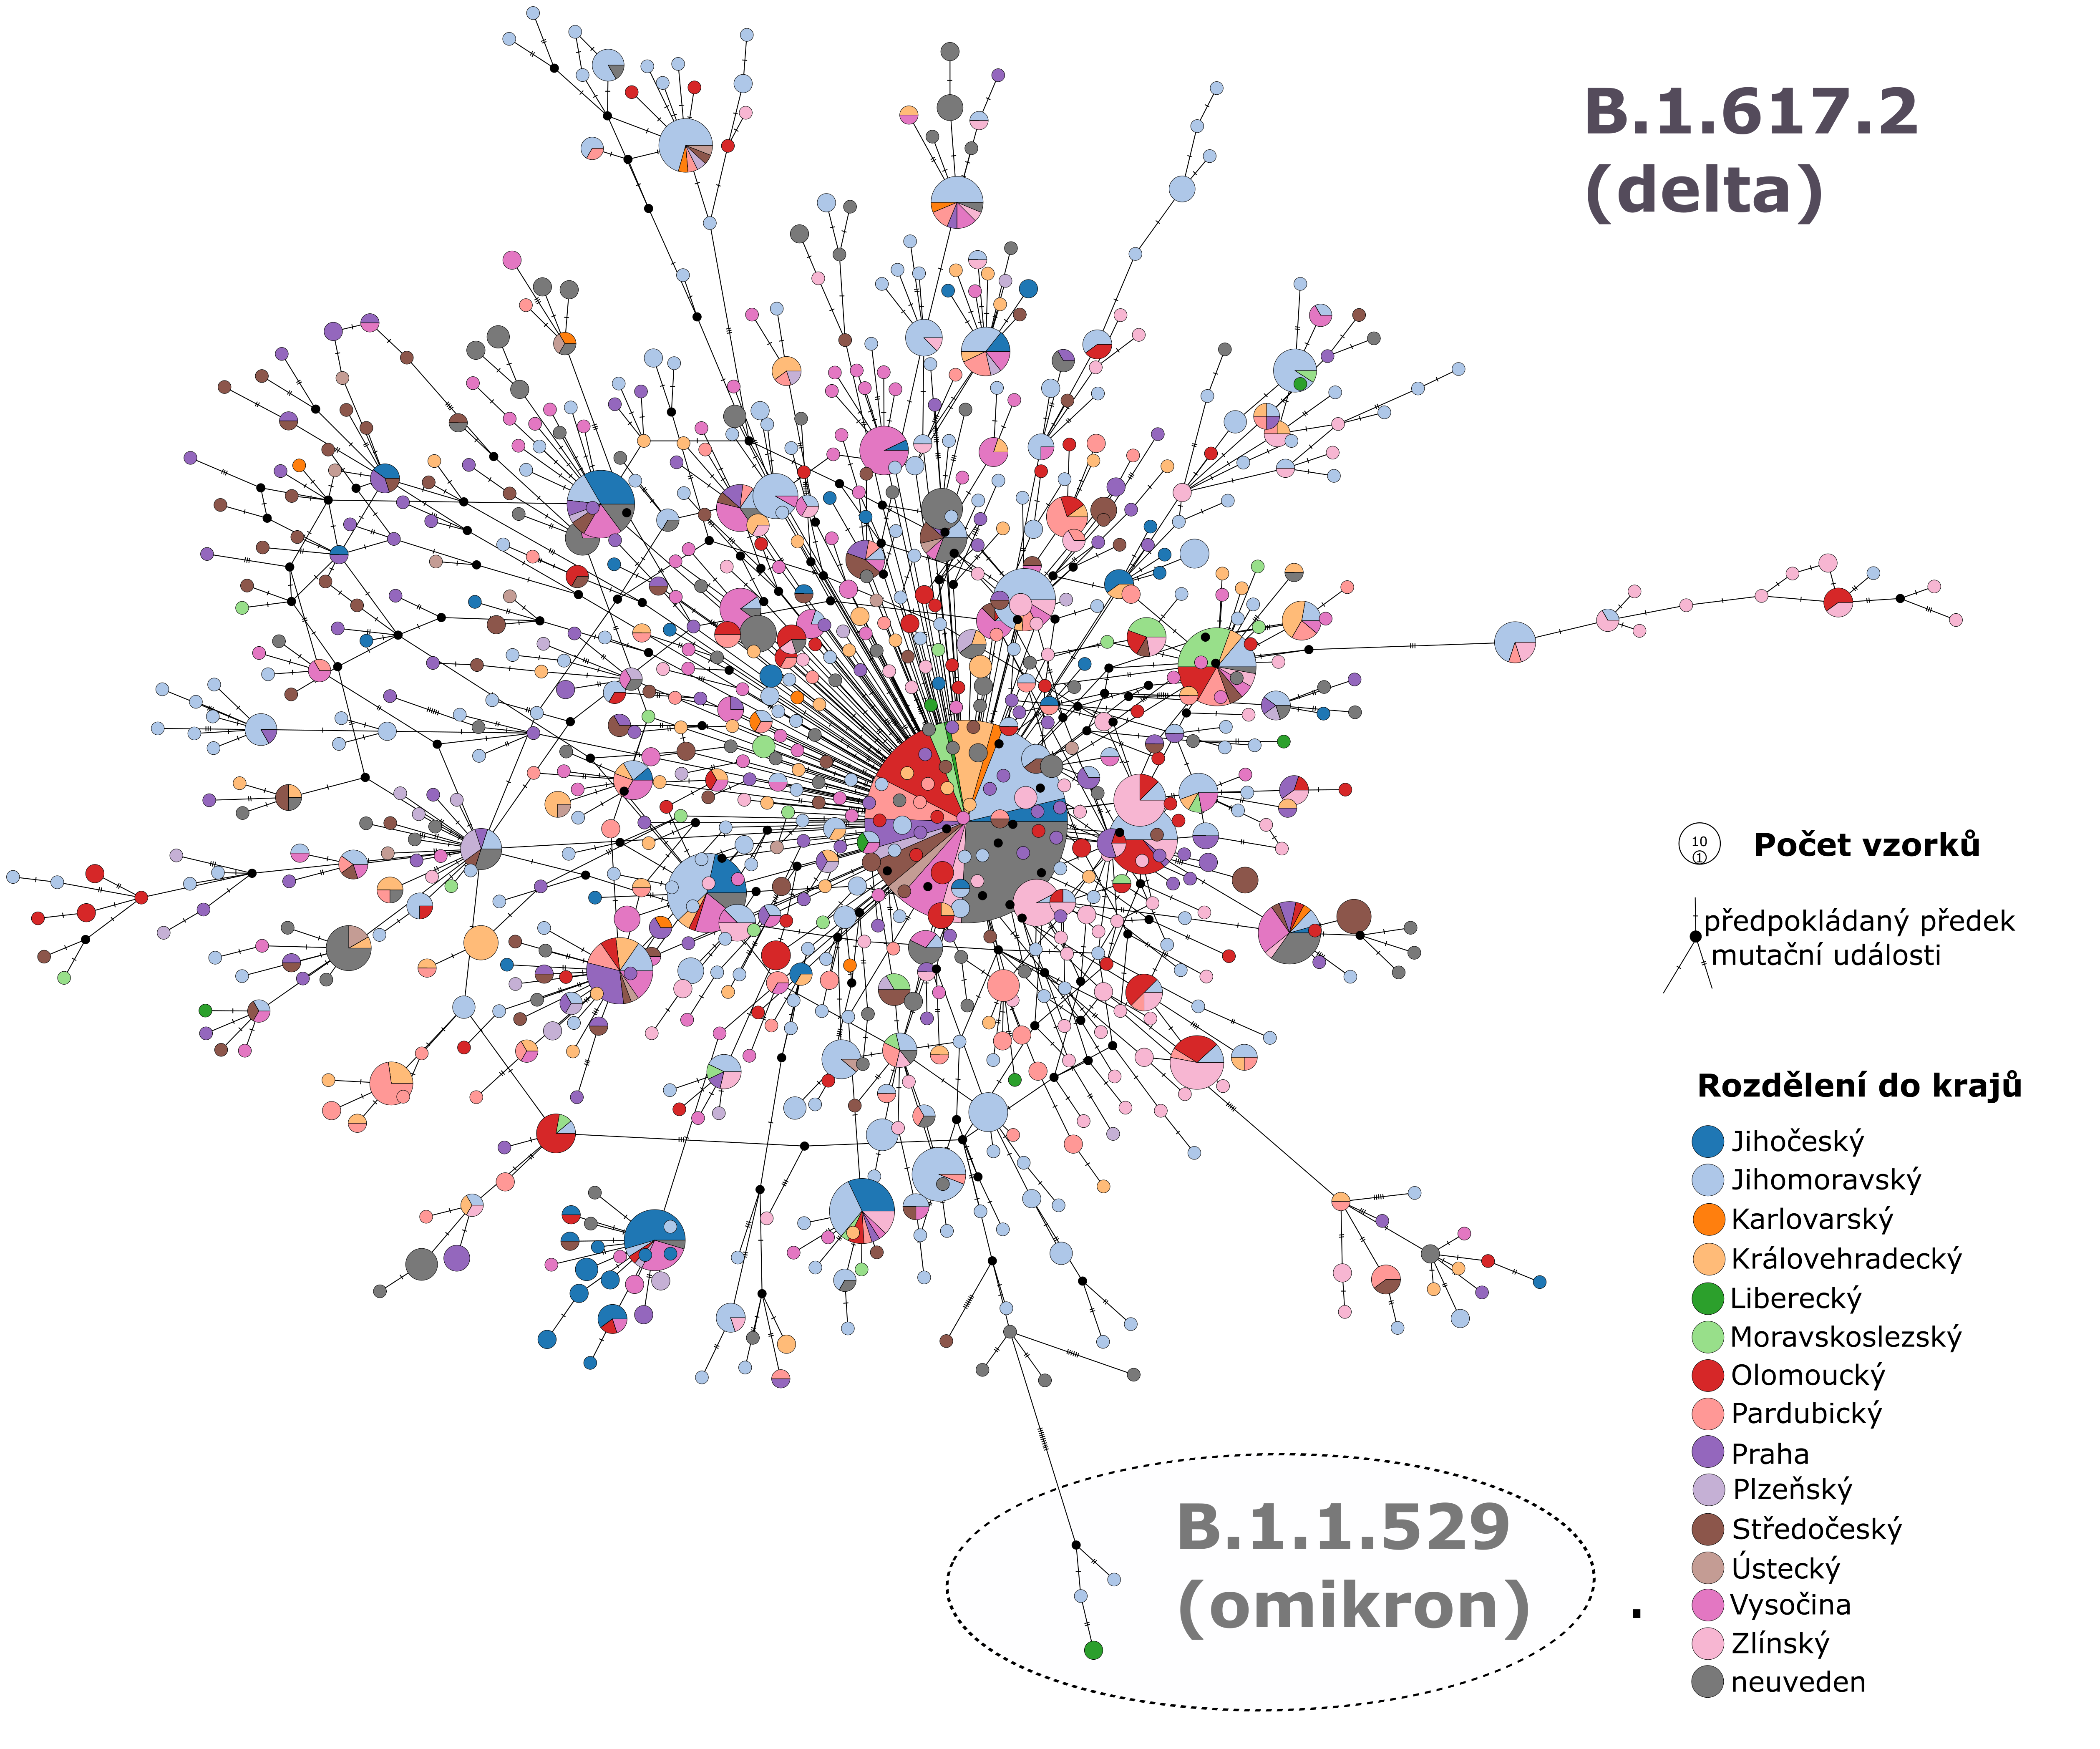 B.1.617.2
(delta)
10
1
Počet vzorků
předpokládaný předek
mutační události
Rozdělení do krajů
Jihočeský
Jihomoravský
Karlovarský
Královehradecký
Liberecký
Moravskoslezský
Olomoucký
Pardubický
Praha
Plzeňský
Středočeský
Ústecký
Vysočina
Zlínský
neuveden
B.1.1.529
(omikron)
.